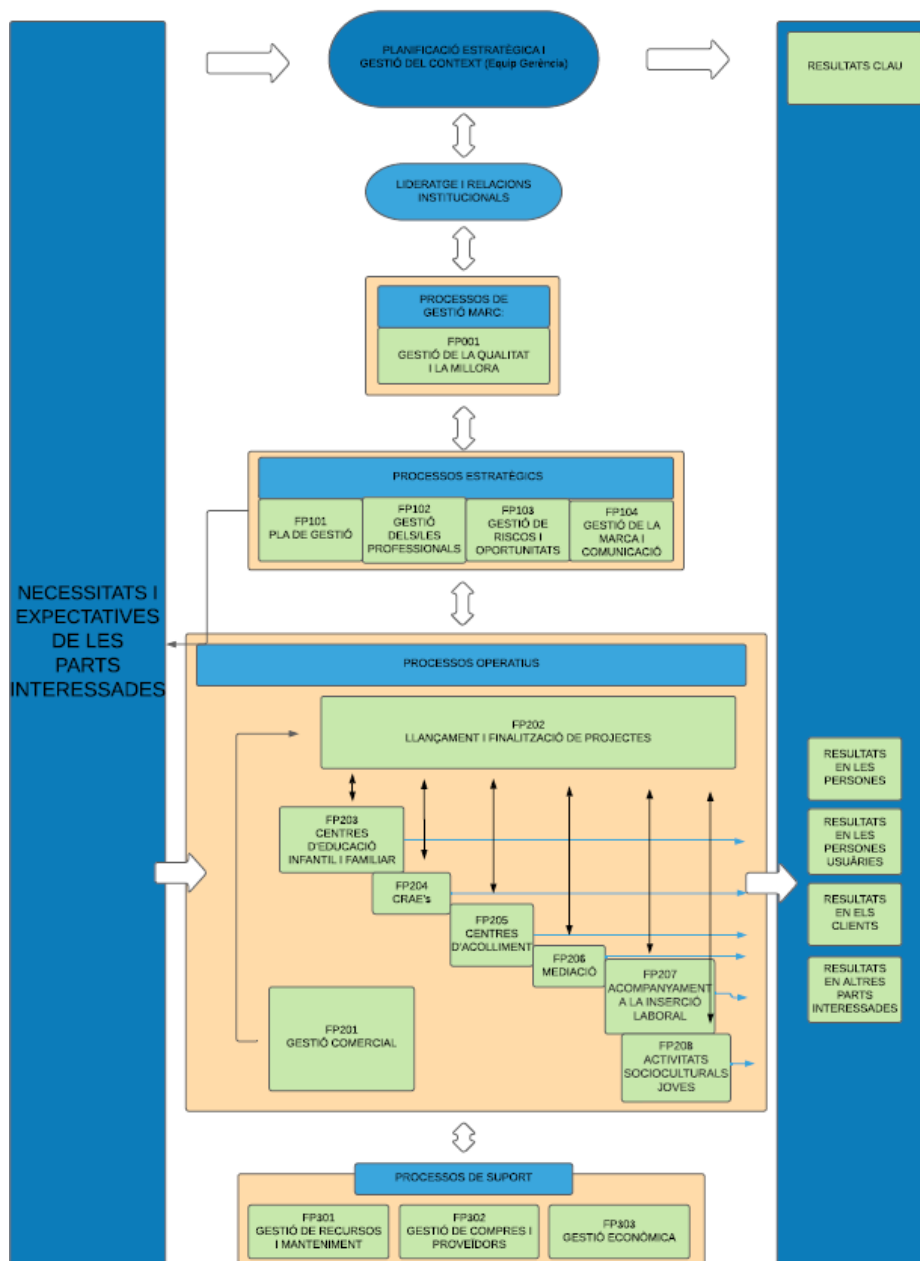 PLANIFICACIÓ ESTRATÈGICA I
GESTIÓ DEL CONTEXT (Equip Gerència)
RESULTATS CLAU
LIDERATGE I RELACIONS
INSTITUCIONALS
PROCESSOS DE
GESTIÓ MARC:
FP001
GESTIÓ DE LA QUALITAT
I LA MILLORA
PROCESSOS ESTRATÈGICS
FP101
PLA DE GESTIÓ
FP102
GESTIÓ
DELS/LES
PROFESSIONALS
FP103
GESTIÓ DE
RISCOS I
OPORTUNITATS
FP104
GESTIÓ DE LA
MARCA I
COMUNICACIÓ
NECESSITATS I
EXPECTATIVES
DE LES
PARTS
INTERESSADES
PROCESSOS OPERATIUS
FP202
LLANÇAMENT I FINALITZACIÓ DE PROJECTES
FP203
CENTRES
D'EDUCACIÓ
INFANTIL I FAMILIAR
FP204
CRAE's
FP205
CENTRES
D'ACOLLIMENT
FP206
MEDIACIÓ
FP207
ACOMPANYAMENT
A LA INSERCIÓ
LABORAL
FP201
GESTIÓ COMERCIAL
FP208
ACTIVITATS
SOCIOCULTURALS
JOVES
RESULTATS
EN LES
PERSONES
RESULTATS
EN LES
PERSONES
USUÀRIES
RESULTATS
EN ELS
CLIENTS
RESULTATS
EN ALTRES
PARTS
INTERESSADES
PROCESSOS DE SUPORT
FP301
GESTIÓ DE RECURSOS
I MANTENIMENT
FP302
GESTIÓ DE COMPRES I
PROVEÏDORS
FP303
GESTIÓ ECONÒMICA